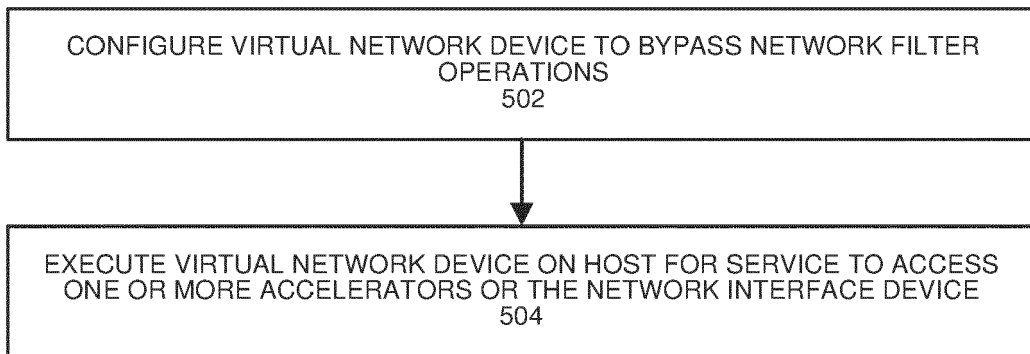 CONFIGURE VIRTUAL NETWORK DEVICE TO BYPASS NETWORK FILTER
OPERATIONS
502
EXECUTE VIRTUAL NETWORK DEVICE ON HOST FOR SERVICE TO ACCESS
ONE OR MORE ACCELERATORS OR THE NETWORK INTERFACE DEVICE
504